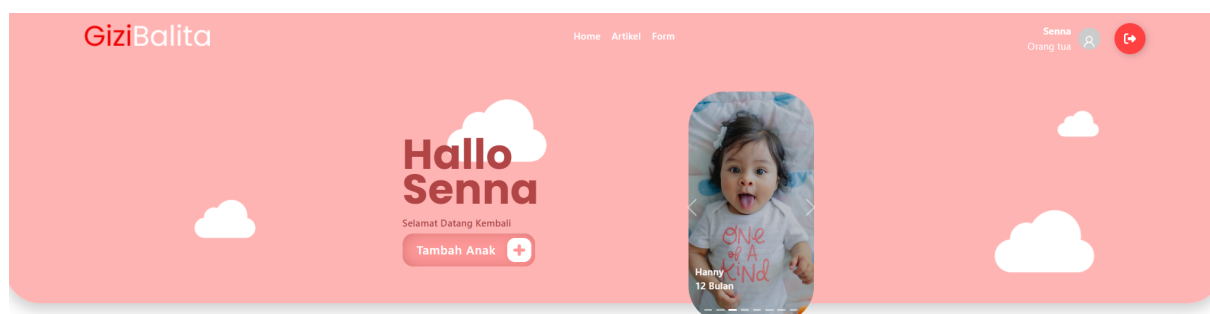 GiziBalita
Home Artikel Form
Senna
Orang tua
Hallo
Senna
Selamat Datang Kembali
Tambah Anak
ONE
OF A
KIND
Hanny
12 Bulan